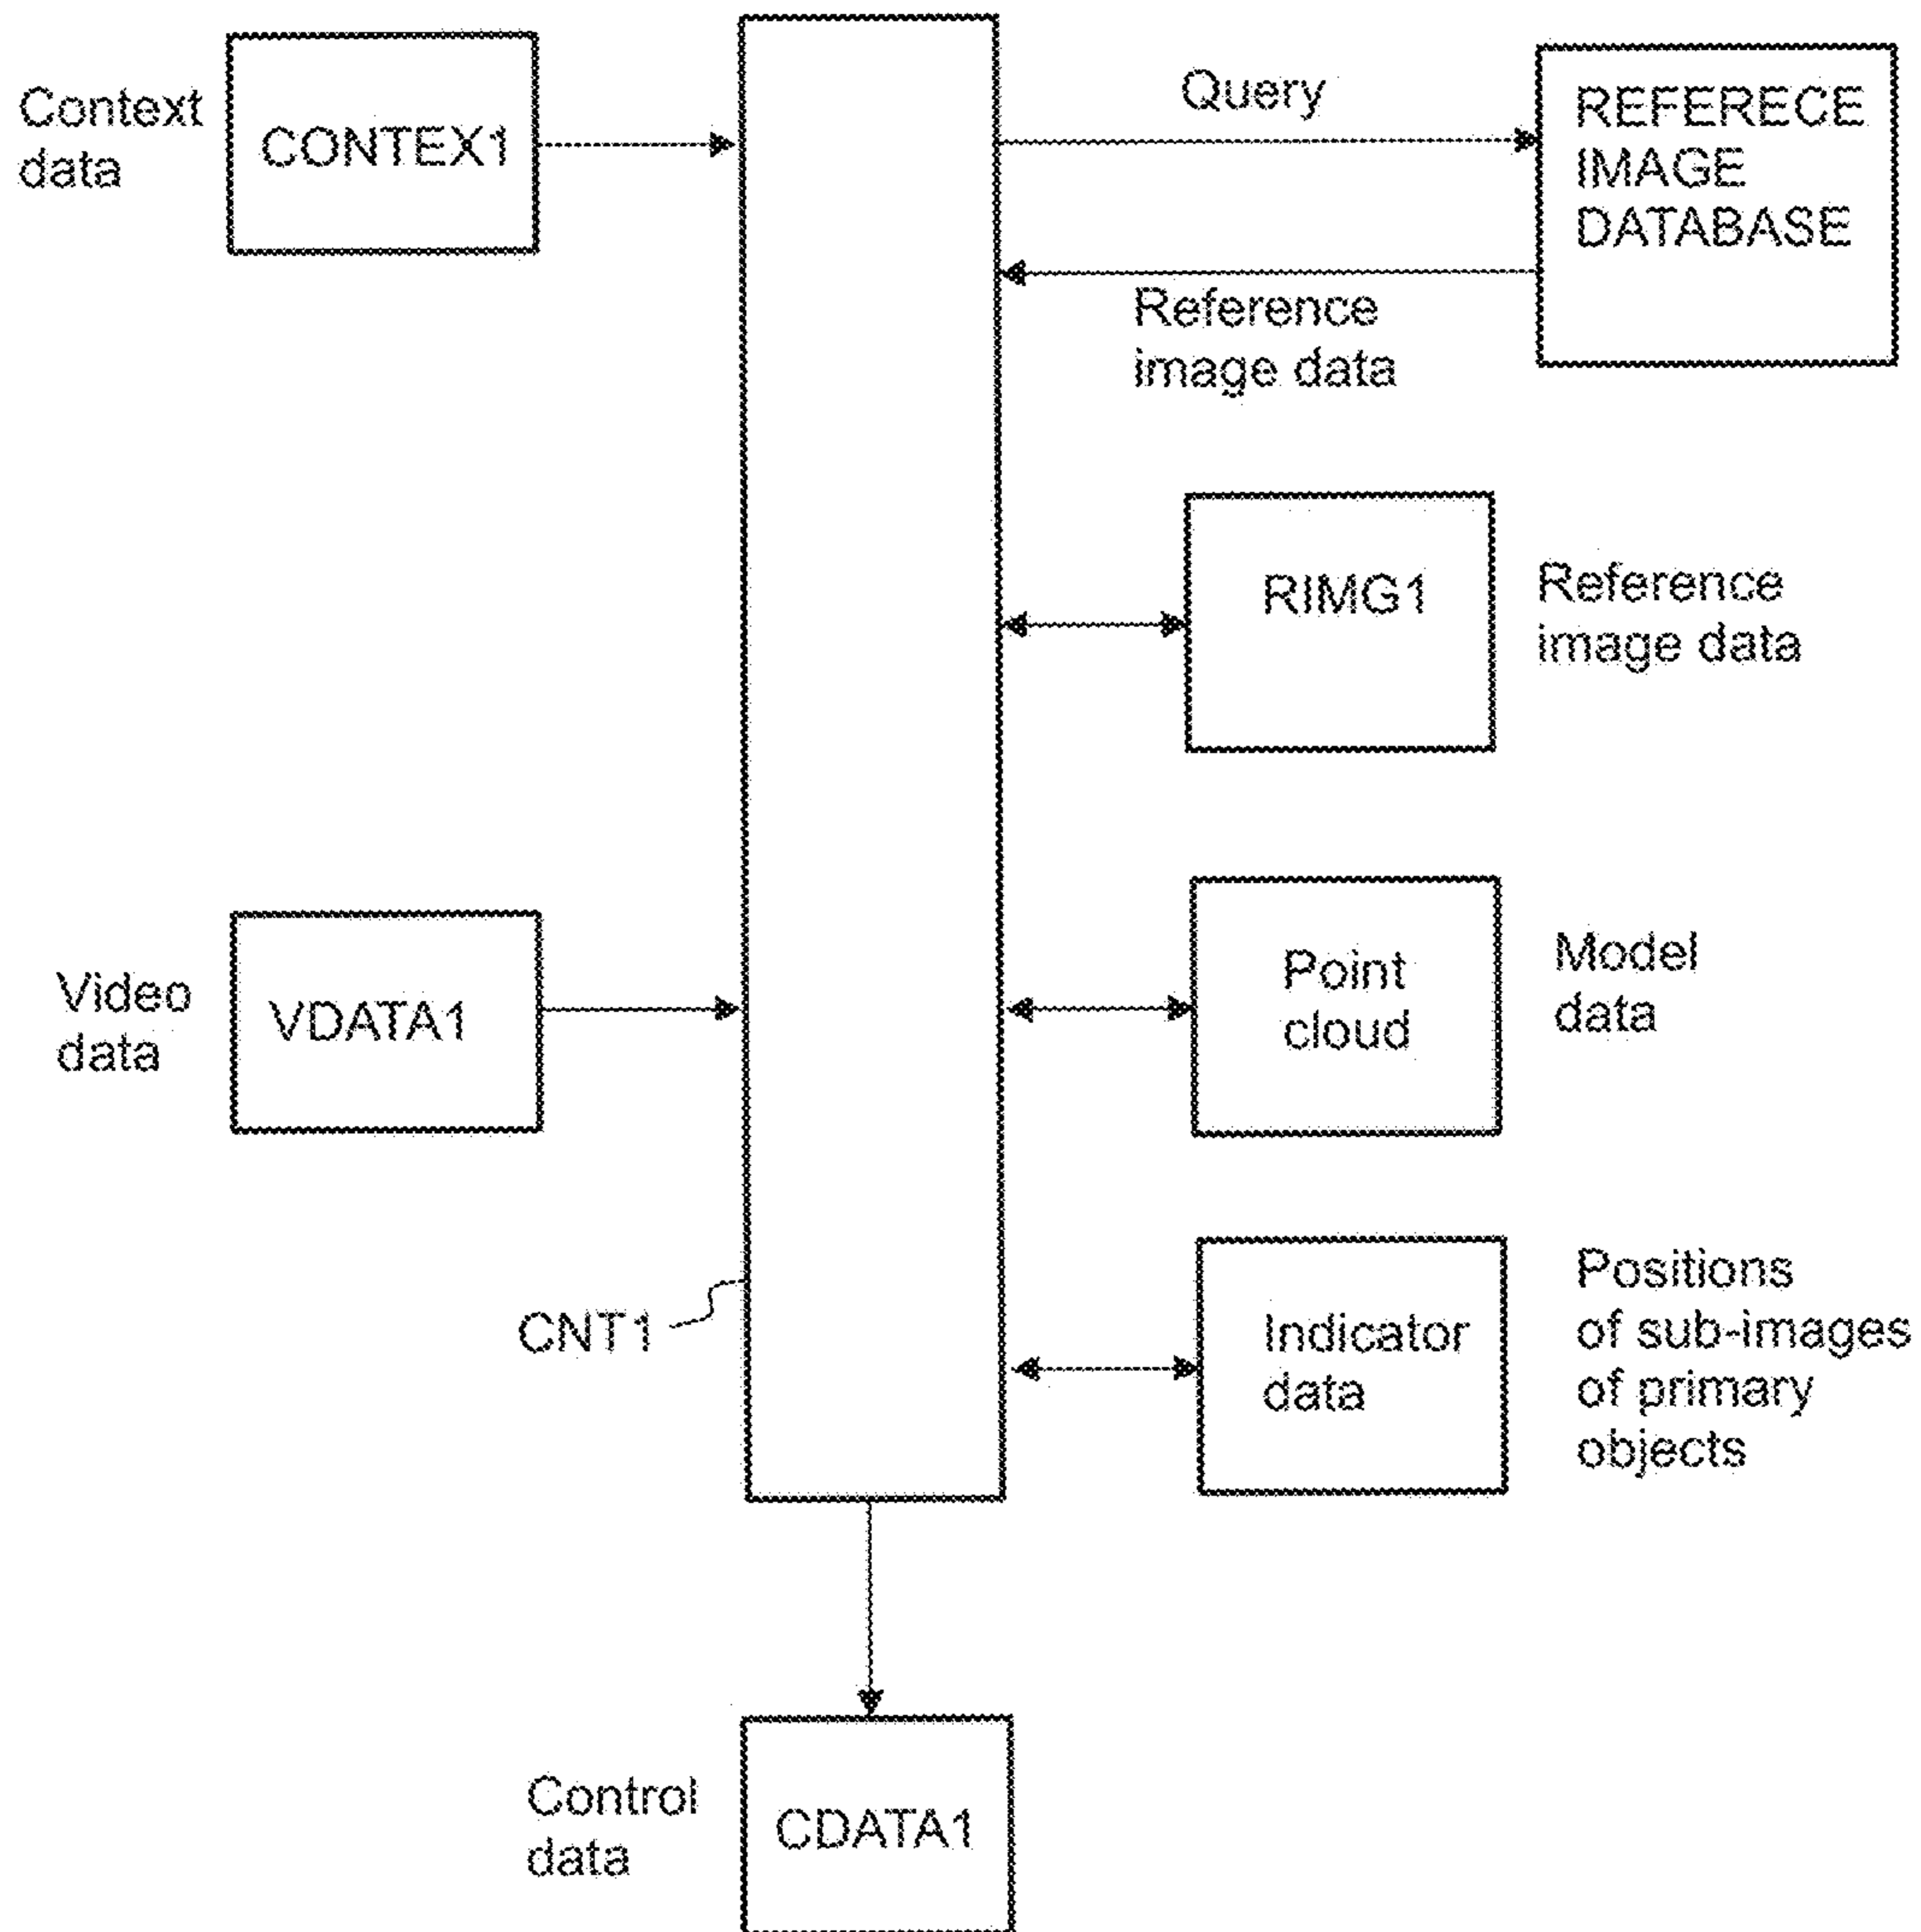 Context
data
CONTEX1
Query
REFERECE
IMAGE
DATABASE
Reference
image data
RIMG1
Reference
image data
Video
data
VDATA1
Point
cloud
Model
data
CNT1
Indicator
data
Positions
of sub-images
of primary
objects
Control
data
CDATA1